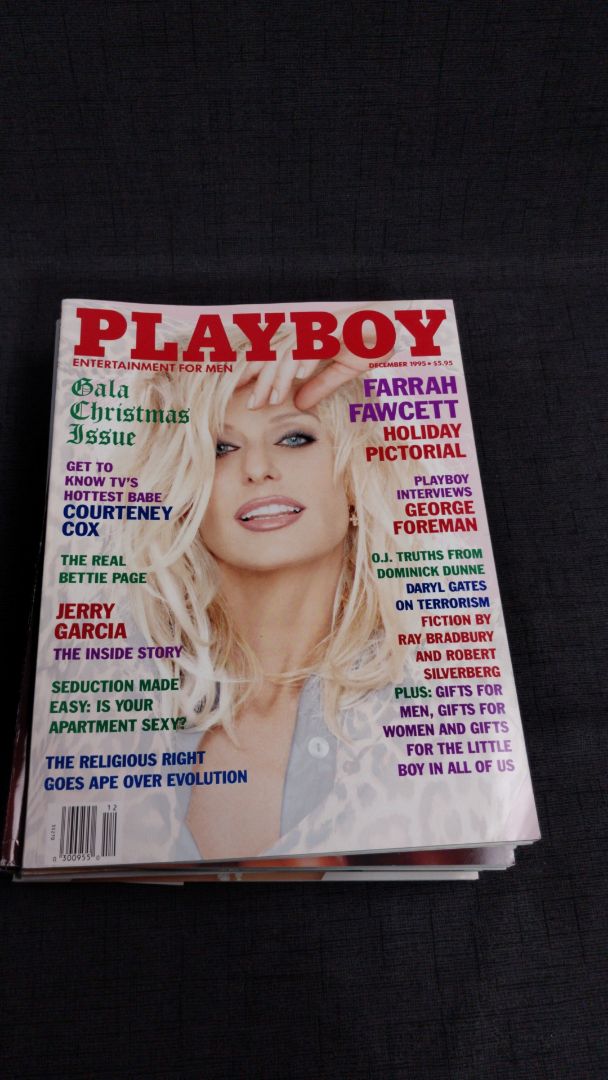 PLAYBOY
ENTERTAINMENT FOR MEN
DECEMBER 1995 • $5.95
Gala
Christmas
Issue
GET TO
KNOW TV'S
HOTTEST BABE
COURTENEY
COX
THE REAL
BETTIE PAGE
JERRY
GARCIA
THE INSIDE STORY
SEDUCTION MADE
EASY: IS YOUR
APARTMENT SEXY?
THE RELIGIOUS RIGHT
GOES APE OVER EVOLUTION
FARRAH
FAWCETT
HOLIDAY
PICTORIAL
PLAYBOY
INTERVIEWS
GEORGE
FOREMAN
O.J. TRUTHS FROM
DOMINICK DUNNE
DARYL GATES
ON TERRORISM
FICTION BY
RAY BRADBURY
AND ROBERT
SILVERBERG
PLUS: GIFTS FOR
MEN, GIFTS FOR
WOMEN AND GIFTS
FOR THE LITTLE
BOY IN ALL OF US
12
0 300955 6